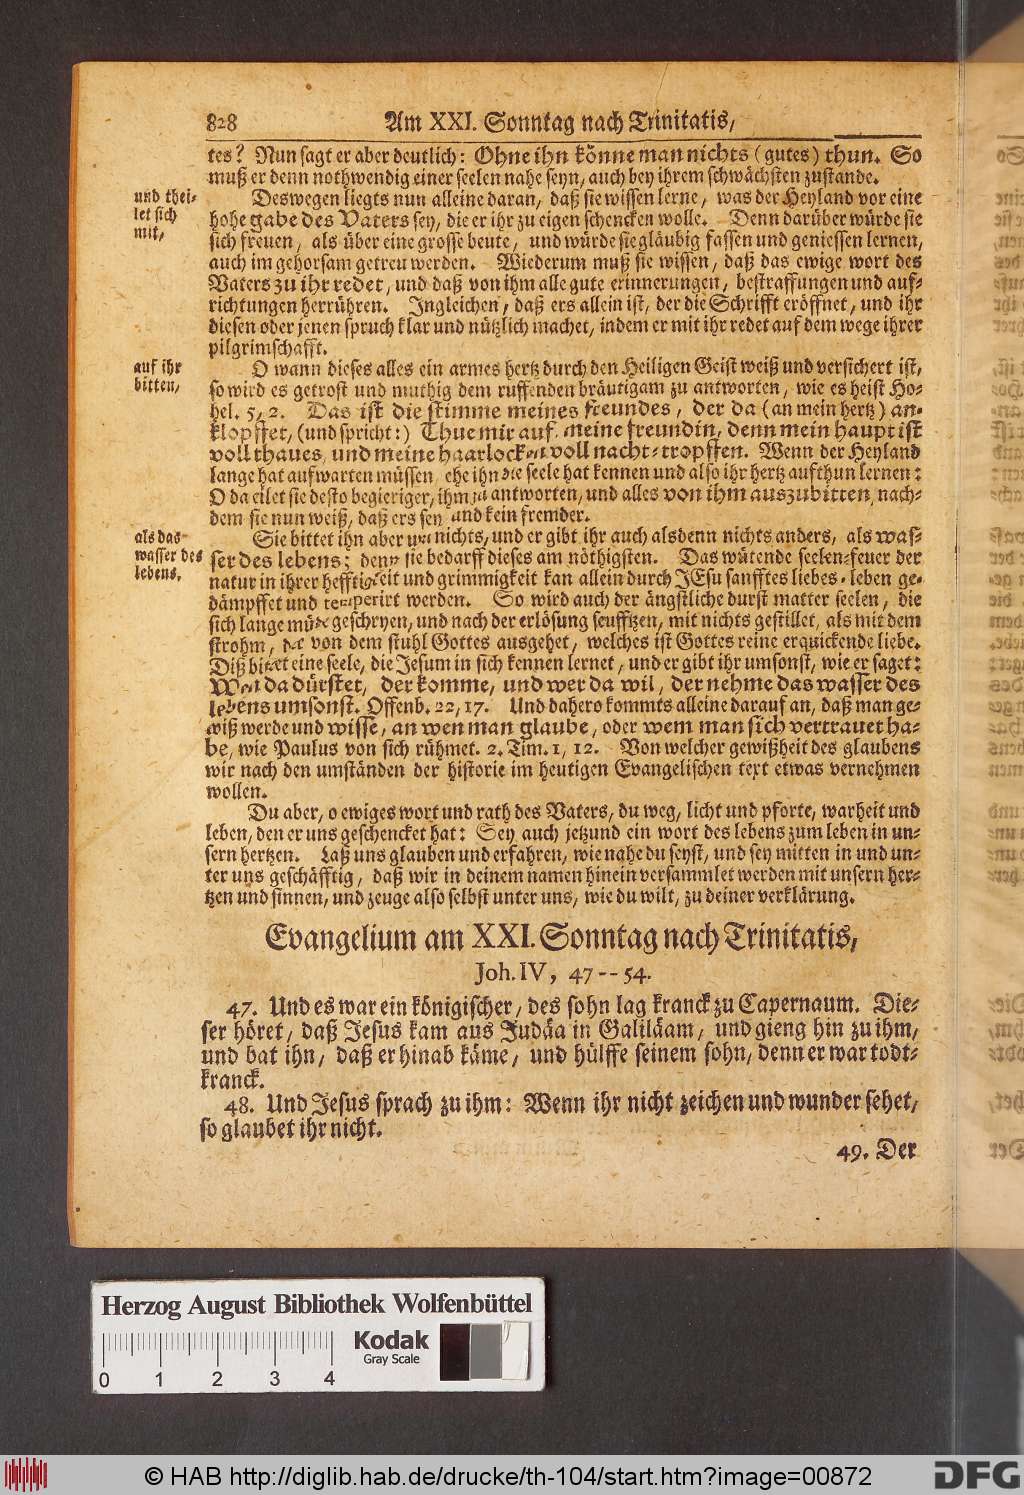 828 Am XXI. Sonntag nach Trinitatis,
tes? Nun sagt er aber deutlich: Ohne ihn könne man nichts (gutes) thun. So
muß er denn nothwendig einer seelen nahe seyn, auch bey ihrem schwächsten zustande.
und thei-
let sich
mit,
Deswegen liegts nun alleine daran, daß sie wissen lerne, was der Heyland vor eine
hohe gabe des Vaters sey, die er ihr zu eigen schencken wolle. Denn darüber würde sie
sich freuen, als über eine grosse beute, und würde sie gläubig fassen und geniessen lernen,
auch im gehorsam getreu werden. Wiederum muß sie wissen, daß das ewige wort des
Vaters zu ihr redet, und daß von ihm alle gute erinnerungen, bestraffungen und auf-
richtungen herrühren. Ingleichen, daß ers allein ist, der die Schrifft eröffnet, und ihr
diesen oder jenen spruch klar und nützlich machet, indem er mit ihr redet auf dem wege ihrer
pilgrimschafft.
auf ihr
bitten,
O wann dieses alles ein armes hertz durch den Heiligen Geist weiß und versichert ist,
so wird es getrost und muthig dem ruffenden bräutigam zu antworten, wie es heist Ho-
hel. 5, 2. Das ist die stimme meines freundes, der da (an mein hertz) an-
klopffet, (und spricht:) Thue mir auf, meine freundin, denn mein haupt ist
voll thaues, und meine haarlocken voll nacht-tropffen. Wenn der Heyland
lange hat aufwarten müssen, ehe ihn die seele hat kennen und also ihr hertz aufthun lernen:
O da eilet sie desto begieriger, ihm zu antworten, und alles von ihm auszubitten, nach-
dem sie nun weiß, daß ers sey und kein fremder.
als das
wasser des
lebens.
Sie bittet ihn aber um nichts, und er gibt ihr auch alsdenn nichts anders, als was-
ser des lebens; denn sie bedarff dieses am nöthigsten. Das wütende seelen-feuer der
natur in ihrer hefftigkeit und grimmigkeit kan allein durch JEsu sanfftes liebes-leben ge-
dämpffet und temperirt werden. So wird auch der ängstliche durst matter seelen, die
sich lange müde geschryen, und nach der erlösung seufftzen, mit nichts gestillet, als mit dem
strohm, der von dem stuhl Gottes ausgehet, welches ist Gottes reine erquickende liebe.
Diß bittet eine seele, die Jesum in sich kennen lernet, und er gibt ihr umsonst, wie er saget:
Wen da dürstet, der komme, und wer da wil, der nehme das wasser des
lebens umsonst. Offenb. 22, 17. Und dahero kommts alleine darauf an, daß man ge-
wiß werde und wisse, an wen man glaube, oder wem man sich vertrauet ha-
be, wie Paulus von sich rühmet. 2. Tim. 1, 12. Von welcher gewißheit des glaubens
wir nach den umständen der historie im heutigen Evangelischen text etwas vernehmen
wollen.
Du aber, o ewiges wort und rath des Vaters, du weg, licht und pforte, warheit und
leben, den er uns geschencket hat: Sey auch jetzund ein wort des lebens zum leben in un-
sern hertzen. Laß uns glauben und erfahren, wie nahe du seyst, und sey mitten in und un-
ter uns geschäfftig, daß wir in deinem namen hinein versammlet werden mit unsern her-
tzen und sinnen, und zeuge also selbst unter uns, wie du wilt, zu deiner verklärung.
Evangelium am XXI. Sonntag nach Trinitatis,
Joh. IV, 47--54.
47. Und es war ein königischer, des sohn lag kranck zu Capernaum. Die-
ser höret, daß Jesus kam aus Judäa in Galiläam, und gieng hin zu ihm,
und bat ihn, daß er hinab käme, und hülffe seinem sohn, denn er war todt-
kranck.
48. Und Jesus sprach zu ihm: Wenn ihr nicht zeichen und wunder sehet,
so glaubet ihr nicht.
49. Der
Herzog August Bibliothek Wolfenbüttel
Kodak
Gray Scale
0 1 2 3 4
© HAB http://diglib.hab.de/drucke/th-104/start.htm?image=00872
DFG